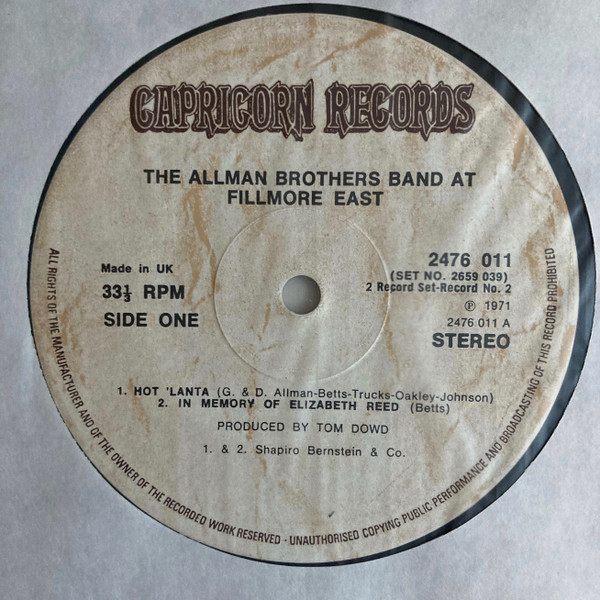 CAPRICORN RECORDS
THE ALLMAN BROTHERS BAND AT
FILLMORE EAST
Made in UK
33⅓ RPM
SIDE ONE
2476 011
(SET NO. 2659 039)
2 Record Set-Record No. 2
℗ 1971
2476 011 A
STEREO
1. HOT 'LANTA (G. & D. Allman-Betts-Trucks-Oakley-Johnson)
2. IN MEMORY OF ELIZABETH REED (Betts)
PRODUCED BY TOM DOWD
1. & 2. Shapiro Bernstein & Co.
ALL RIGHTS OF THE MANUFACTURER AND OF THE OWNER OF THE RECORDED WORK RESERVED · UNAUTHORISED COPYING PUBLIC PERFORMANCE AND BROADCASTING OF THIS RECORD PROHIBITED